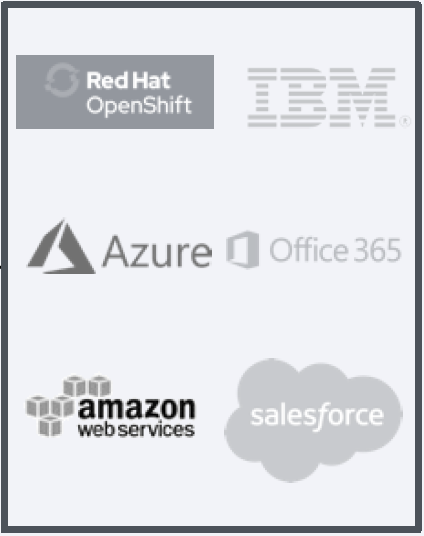 Red Hat
OpenShift
IBM®
Azure
Office 365
amazon
web services
salesforce